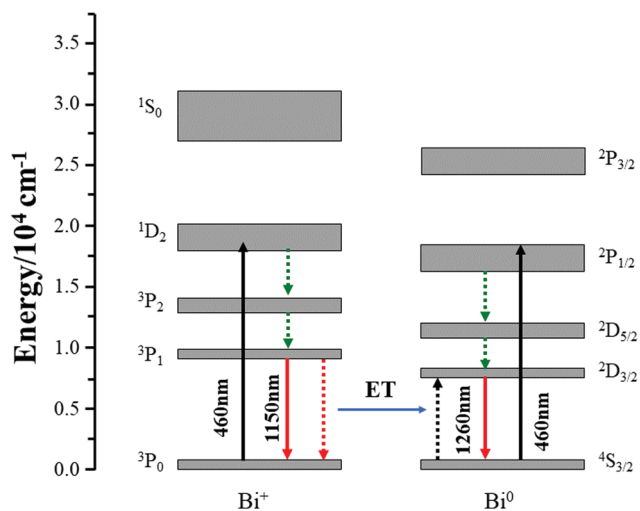 Energy/10⁴ cm⁻¹
3.5
3.0
2.5
2.0
1.5
1.0
0.5
0.0
¹S₀
¹D₂
³P₂
³P₁
³P₀
460nm
1150nm
Bi⁺
ET
²P₃/₂
²P₁/₂
²D₅/₂
²D₃/₂
⁴S₃/₂
1260nm
460nm
Bi⁰